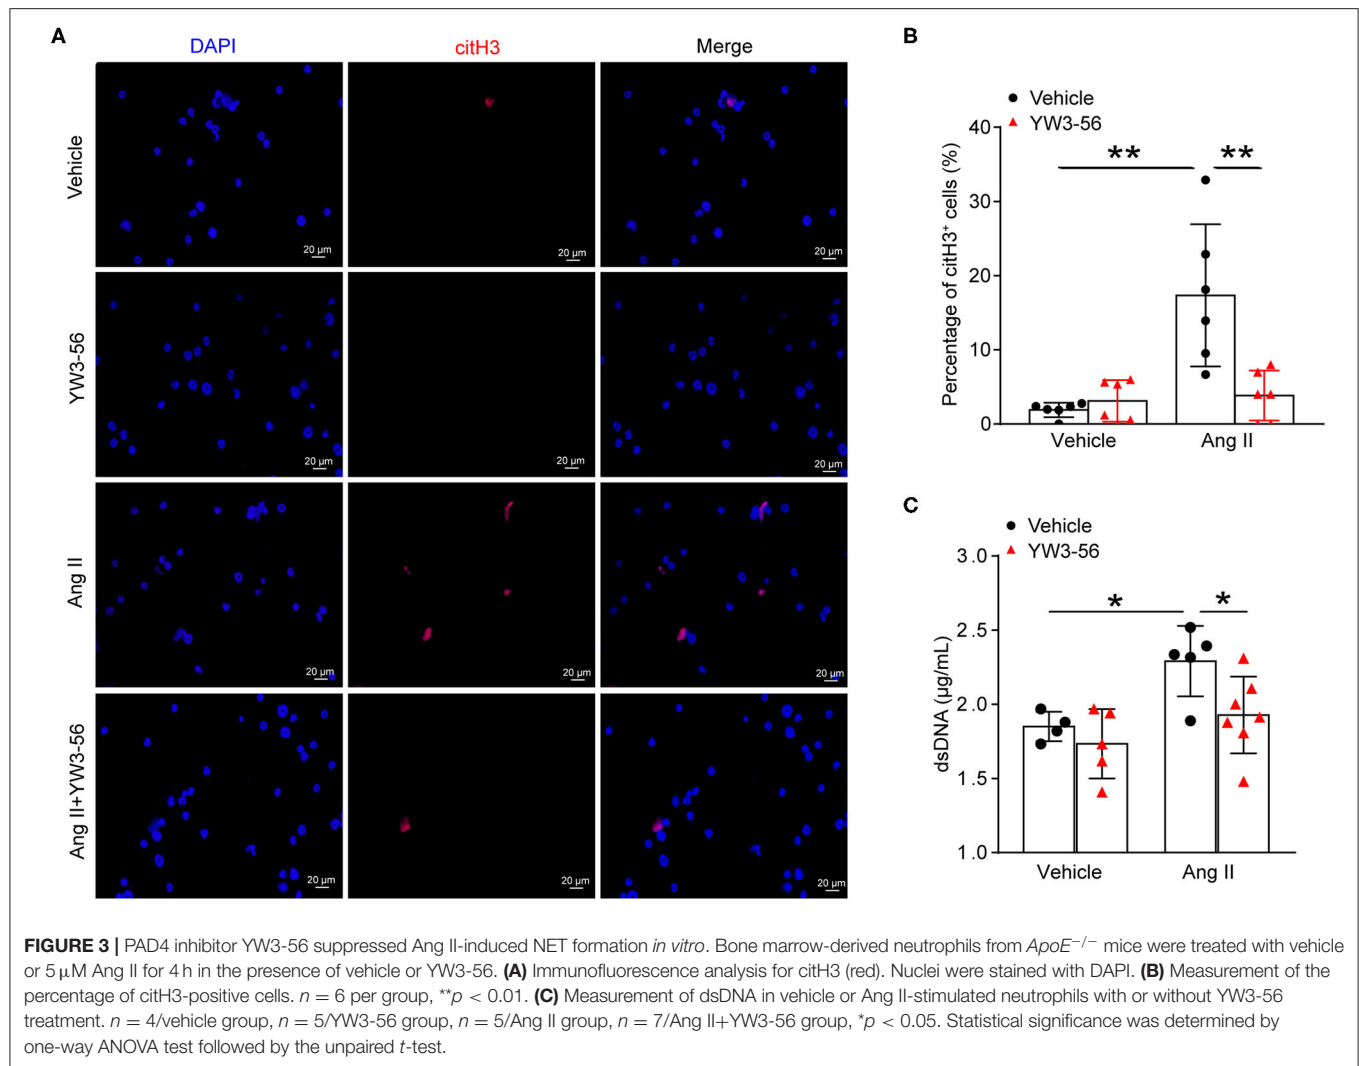 A
DAPI
citH3
Merge
Vehicle
20 µm
20 µm
20 µm
YW3-56
20 µm
20 µm
20 µm
Ang II
20 µm
20 µm
20 µm
Ang II+YW3-56
20 µm
20 µm
20 µm
B
Vehicle
YW3-56
Percentage of citH3⁺ cells (%)
40
30
20
10
0
**
**
Vehicle
Ang II
C
Vehicle
YW3-56
dsDNA (µg/mL)
3.0
2.5
2.0
1.5
1.0
*
*
Vehicle
Ang II
FIGURE 3 | PAD4 inhibitor YW3-56 suppressed Ang II-induced NET formation in vitro. Bone marrow-derived neutrophils from ApoE⁻/⁻ mice were treated with vehicle
or 5 µM Ang II for 4 h in the presence of vehicle or YW3-56. (A) Immunofluorescence analysis for citH3 (red). Nuclei were stained with DAPI. (B) Measurement of the
percentage of citH3-positive cells. n = 6 per group, **p < 0.01. (C) Measurement of dsDNA in vehicle or Ang II-stimulated neutrophils with or without YW3-56
treatment. n = 4/vehicle group, n = 5/YW3-56 group, n = 5/Ang II group, n = 7/Ang II+YW3-56 group, *p < 0.05. Statistical significance was determined by
one-way ANOVA test followed by the unpaired t-test.